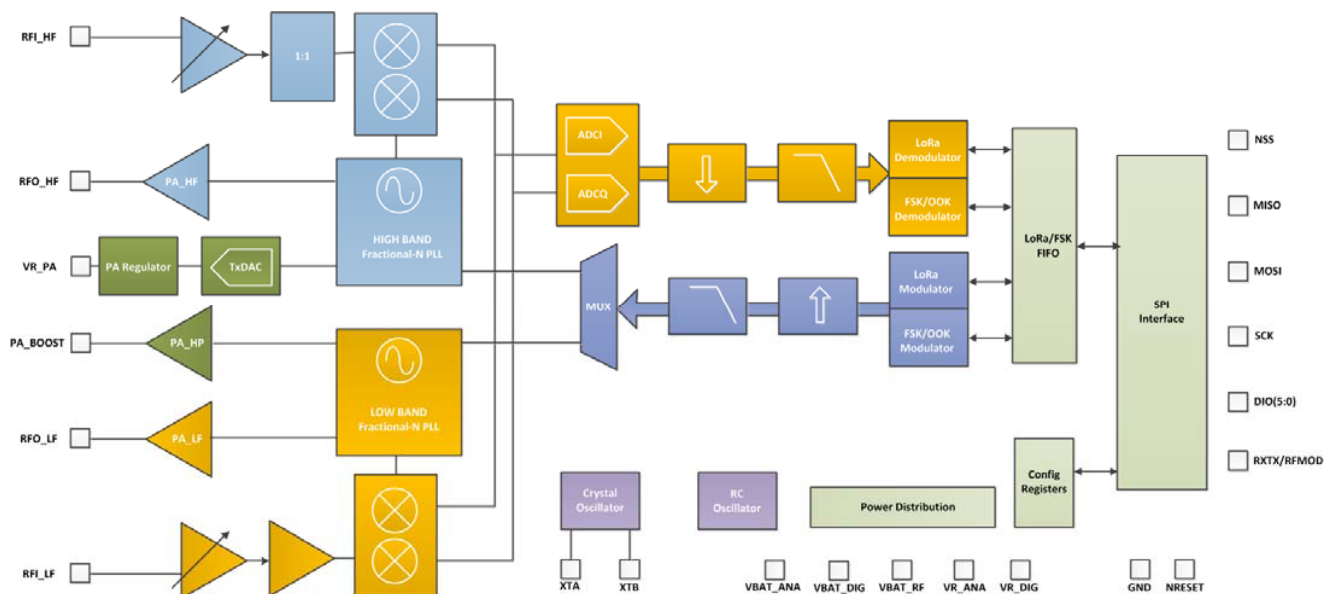 RFI_HF
1:1
RFO_HF
PA_HF
HIGH BAND
Fractional-N PLL
VR_PA
PA Regulator
TxDAC
PA_BOOST
PA_HP
LOW BAND
Fractional-N PLL
RFO_LF
PA_LF
RFI_LF
ADCI
ADCQ
LoRa
Demodulator
FSK/OOK
Demodulator
MUX
LoRa
Modulator
FSK/OOK
Modulator
LoRa/FSK
FIFO
SPI
Interface
NSS
MISO
MOSI
SCK
DIO(5:0)
RXTX/RFMOD
Crystal
Oscillator
RC
Oscillator
Power Distribution
Config
Registers
XTA
XTB
VBAT_ANA
VBAT_DIG
VBAT_RF
VR_ANA
VR_DIG
GND
NRESET